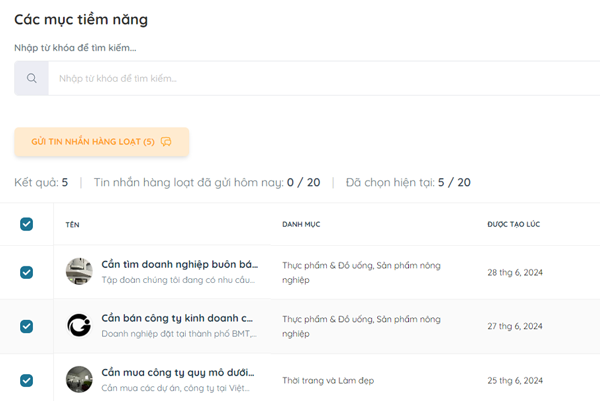 Các mục tiềm năng
Nhập từ khóa để tìm kiếm...
Nhập từ khóa để tìm kiếm...
GỬI TIN NHẮN HÀNG LOẠT (5)
Kết quả: 5 | Tin nhắn hàng loạt đã gửi hôm nay: 0 / 20 | Đã chọn hiện tại: 5 / 20
TÊN DANH MỤC ĐƯỢC TẠO LÚC
Cần tìm doanh nghiệp buôn bá...
Tập đoàn chúng tôi đang có nhu cầu...
Thực phẩm & Đồ uống, Sản phẩm nông
nghiệp
28 thg 6, 2024
Cần bán công ty kinh doanh c...
Doanh nghiệp đặt tại thành phố BMT,...
Thực phẩm & Đồ uống, Sản phẩm nông
nghiệp
27 thg 6, 2024
Cần mua công ty quy mô dưới...
Cần mua các dự án, công ty tại Việt...
Thời trang và Làm đẹp
25 thg 6, 2024